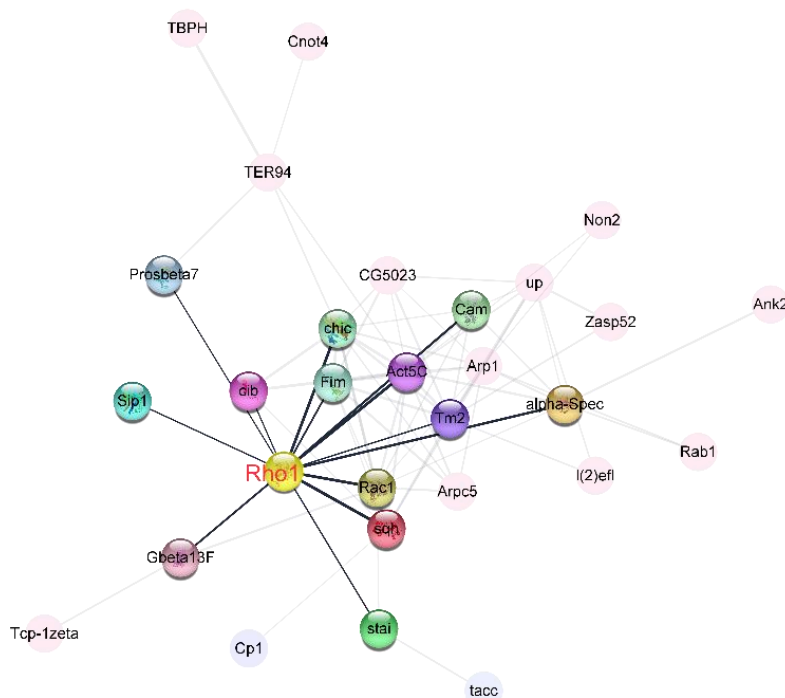 TBPH
Cnot4
TER94
Non2
Prosbeta7
CG5023
up
Ank2
Cam
Zasp52
chic
Arp1
Act5C
Fim
dib
Slp1
alpha-Spec
Tm2
Rab1
Rho1
l(2)efl
Rac1
Arpc5
sqh
Gbeta13F
stai
Tcp-1zeta
Cp1
tacc